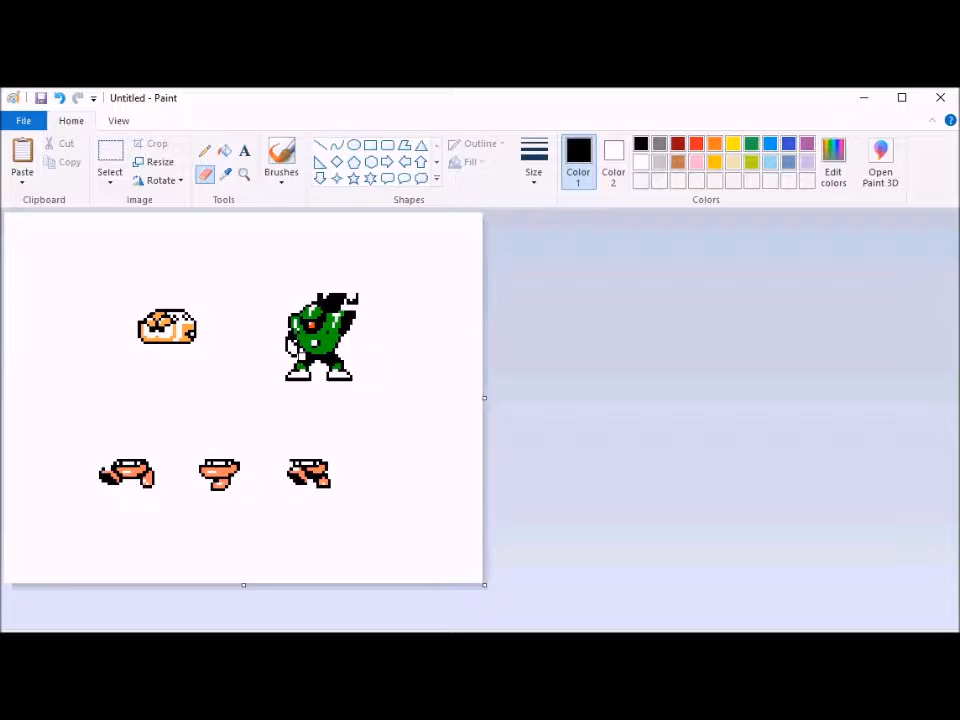 Untitled - Paint
File Home View
Paste
Cut
Copy
Clipboard
Select
Crop
Resize
Rotate
Image
A
Tools
Brushes
Outline
Fill
Shapes
Size
Color
1
Color
2
Edit
colors
Colors
Open
Paint 3D